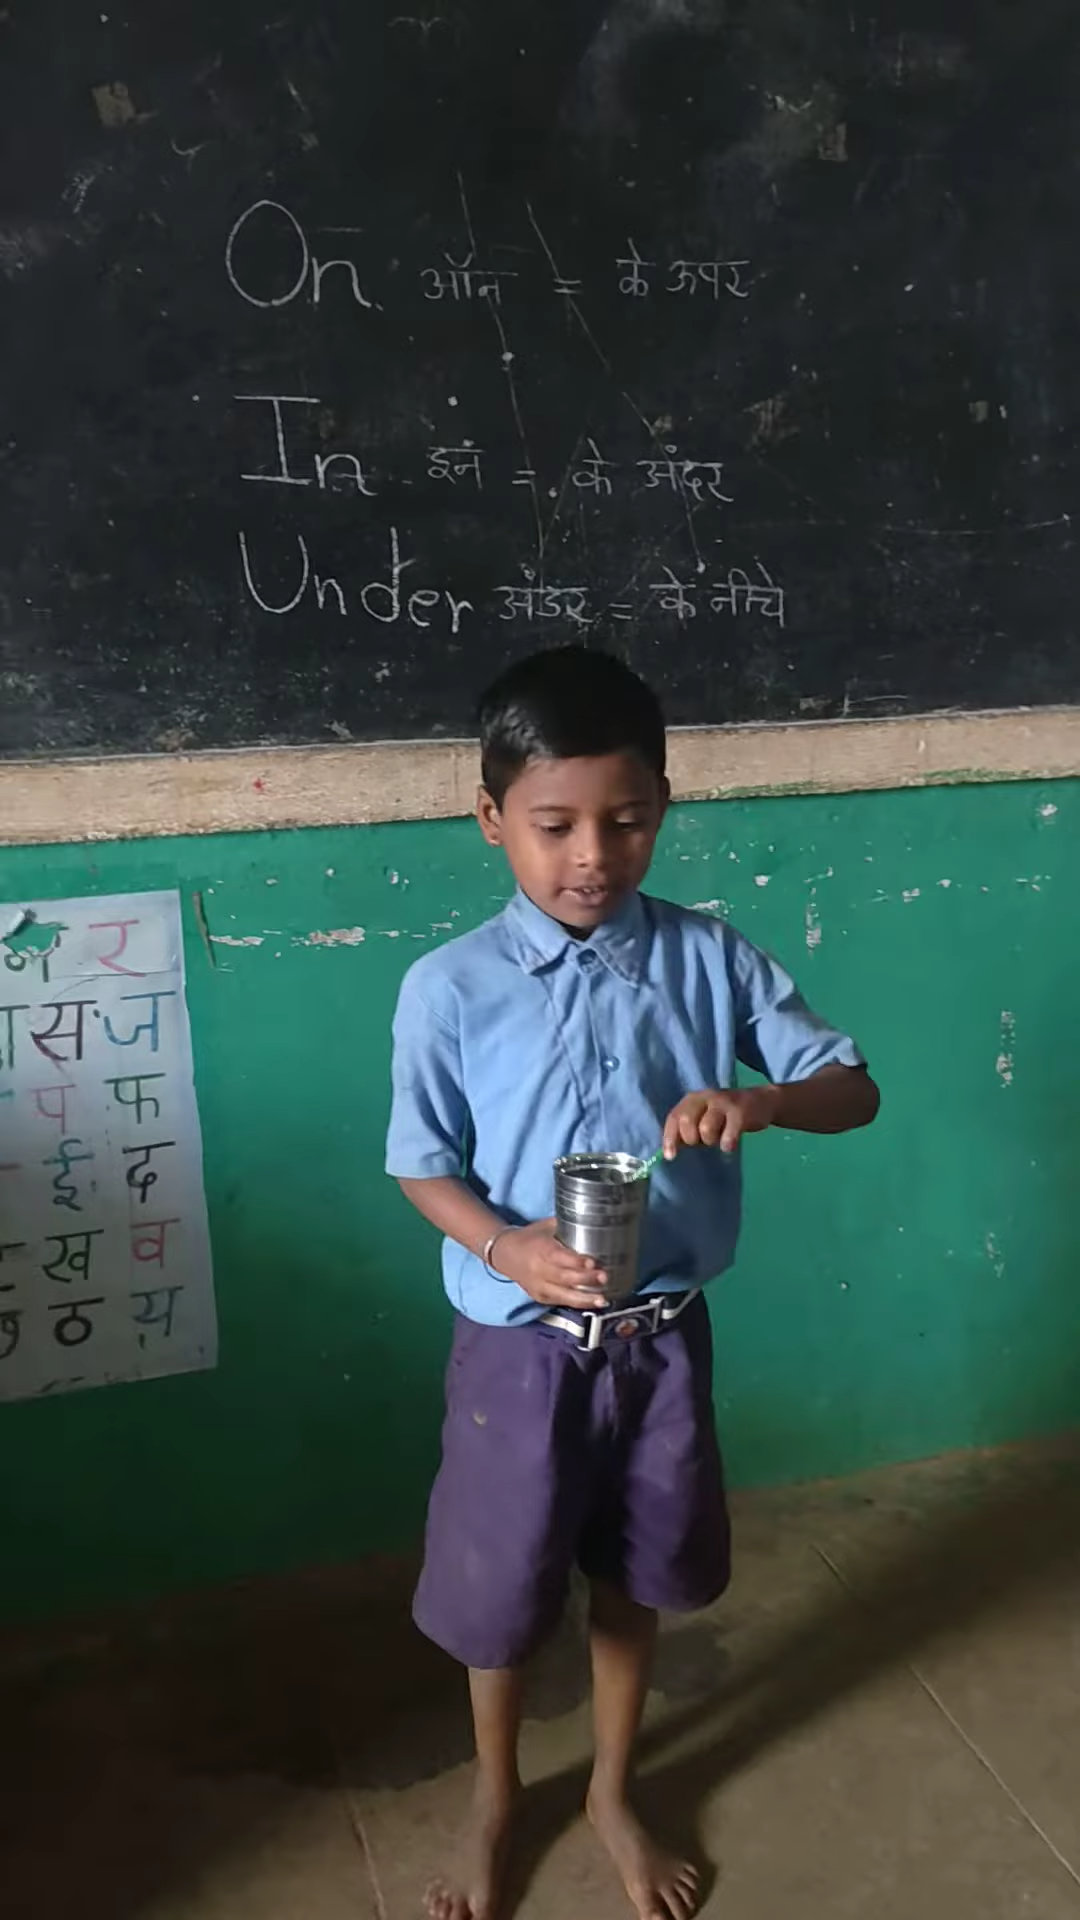 On ऑन = के ऊपर
In इन = के अंदर
Under अंडर = के नीचे
र
स ज
प फ
ई द
ख व
ठ य